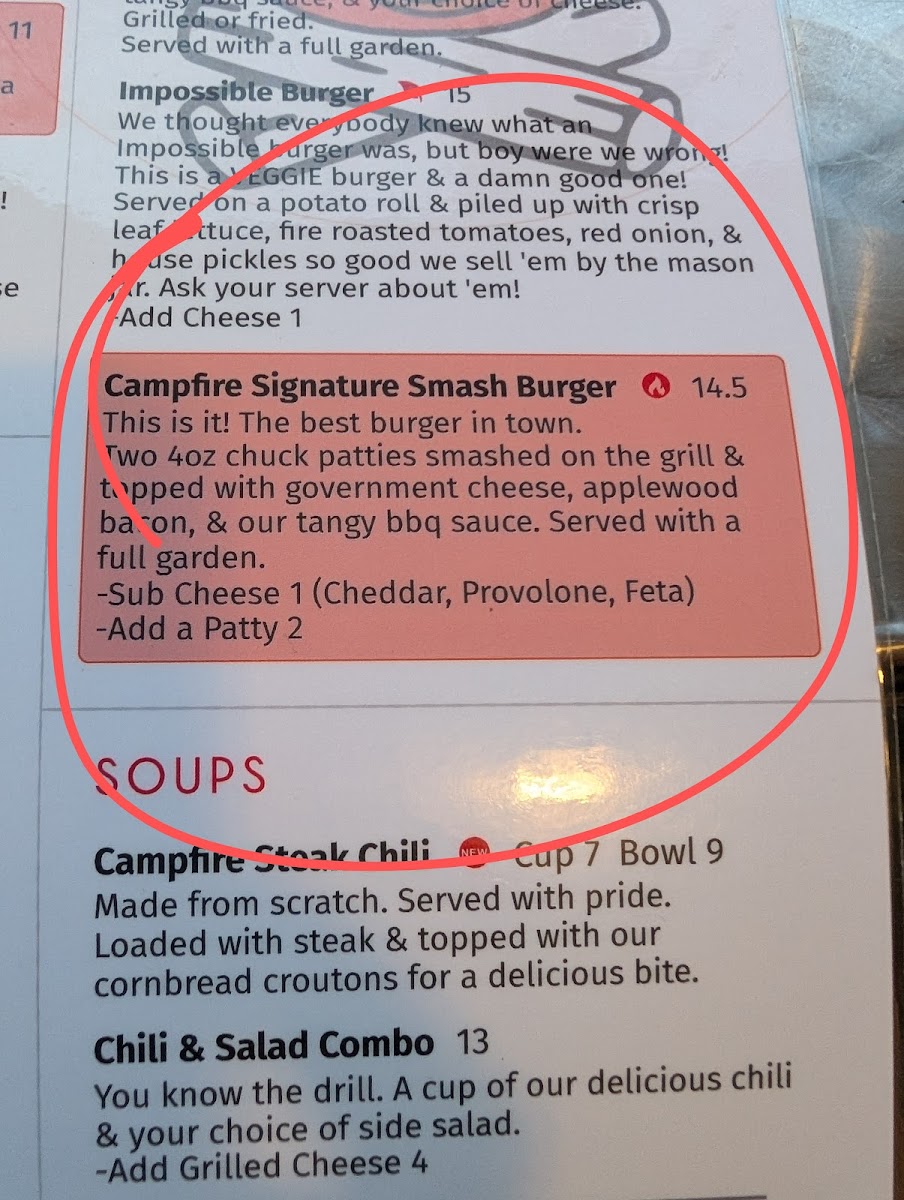 11
a
!
se
tangy bbq sauce, & your choice of cheese.
Grilled or fried.
Served with a full garden.
Impossible Burger 15
We thought everybody knew what an
Impossible burger was, but boy were we wrong!
This is a VEGGIE burger & a damn good one!
Served on a potato roll & piled up with crisp
leaf lettuce, fire roasted tomatoes, red onion, &
house pickles so good we sell 'em by the mason
jar. Ask your server about 'em!
-Add Cheese 1
Campfire Signature Smash Burger 14.5
This is it! The best burger in town.
Two 4oz chuck patties smashed on the grill &
topped with government cheese, applewood
bacon, & our tangy bbq sauce. Served with a
full garden.
-Sub Cheese 1 (Cheddar, Provolone, Feta)
-Add a Patty 2
SOUPS
Campfire Steak Chili NEW Cup 7 Bowl 9
Made from scratch. Served with pride.
Loaded with steak & topped with our
cornbread croutons for a delicious bite.
Chili & Salad Combo 13
You know the drill. A cup of our delicious chili
& your choice of side salad.
-Add Grilled Cheese 4